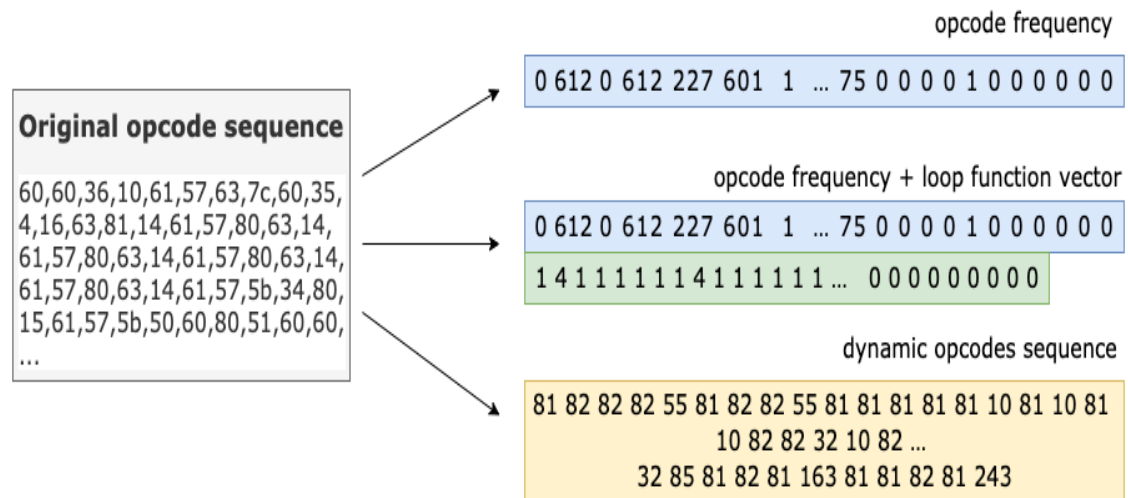 Original opcode sequence
60,60,36,10,61,57,63,7c,60,35,
4,16,63,81,14,61,57,80,63,14,
61,57,80,63,14,61,57,80,63,14,
61,57,80,63,14,61,57,5b,34,80,
15,61,57,5b,50,60,80,51,60,60,
...
opcode frequency
0 612 0 612 227 601 1 ... 75 0 0 0 0 1 0 0 0 0 0 0
opcode frequency + loop function vector
0 612 0 612 227 601 1 ... 75 0 0 0 0 1 0 0 0 0 0 0
1 4 1 1 1 1 1 1 4 1 1 1 1 1 1 ... 0 0 0 0 0 0 0 0 0
dynamic opcodes sequence
81 82 82 82 55 81 82 82 55 81 81 81 81 81 10 81 10 81
10 82 82 32 10 82 ...
32 85 81 82 81 163 81 81 82 81 243